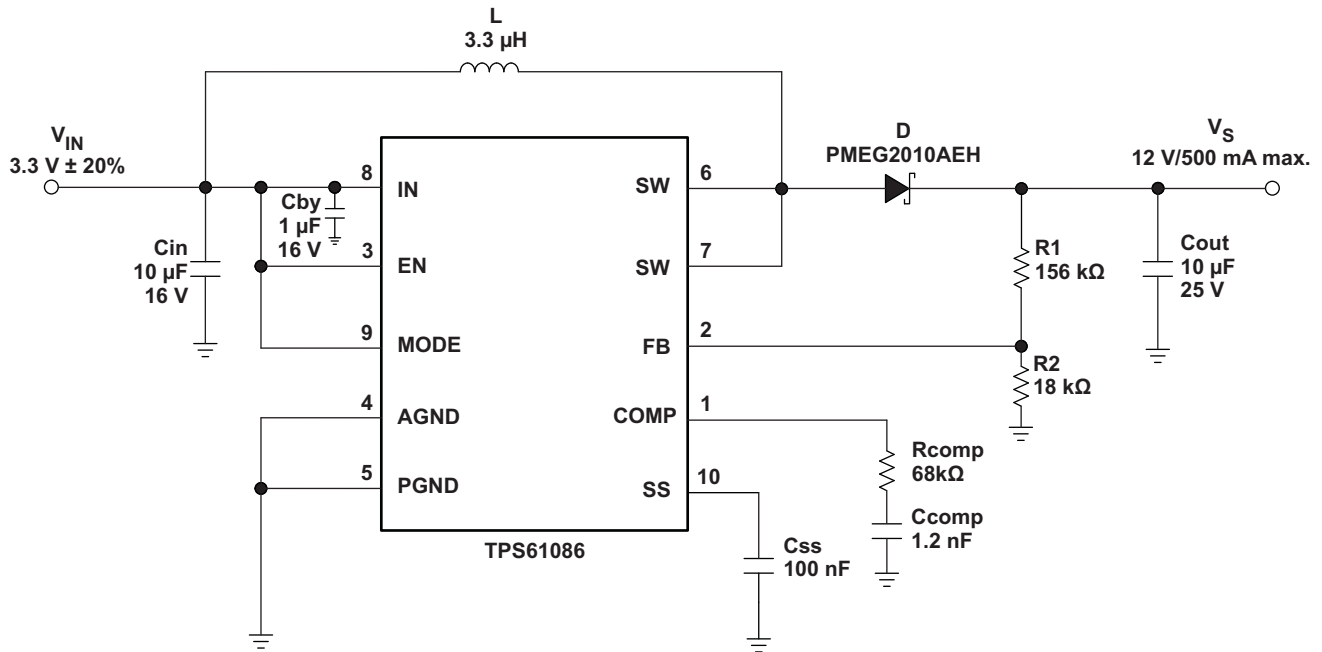 L
3.3 µH
VIN
3.3 V ± 20%
D
PMEG2010AEH
VS
12 V/500 mA max.
8
IN
SW
6
Cby
1 µF
16 V
Cin
10 µF
16 V
3
EN
SW
7
R1
156 kΩ
Cout
10 µF
25 V
9
MODE
FB
2
R2
18 kΩ
4
AGND
COMP
1
Rcomp
68kΩ
5
PGND
SS
10
Ccomp
1.2 nF
TPS61086
Css
100 nF